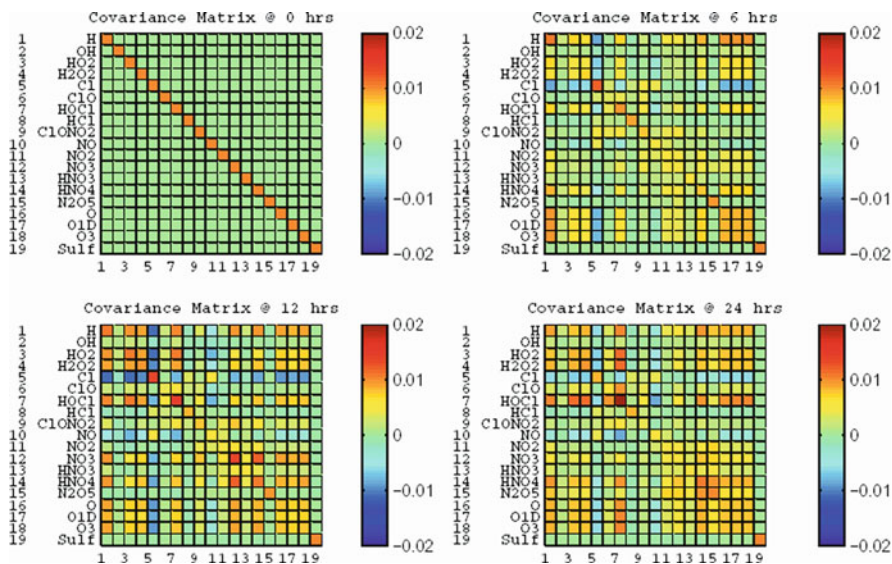 Covariance Matrix @ 0 hrs
1 H
2 OH
3 HO2
4 H2O2
5 Cl
6 ClO
7 HOCl
8 HCl
9 ClONO2
10 NO
11 NO2
12 NO3
13 HNO3
14 HNO4
15 N2O5
16 O
17 O1D
18 O3
19 Sulf
1 3 5 7 9 11 13 15 17 19
0.02
0.01
0
−0.01
−0.02
Covariance Matrix @ 6 hrs
1 H
2 OH
3 HO2
4 H2O2
5 Cl
6 ClO
7 HOCl
8 HCl
9 ClONO2
10 NO
11 NO2
12 NO3
13 HNO3
14 HNO4
15 N2O5
16 O
17 O1D
18 O3
19 Sulf
1 3 5 7 9 11 13 15 17 19
0.02
0.01
0
−0.01
−0.02
Covariance Matrix @ 12 hrs
1 H
2 OH
3 HO2
4 H2O2
5 Cl
6 ClO
7 HOCl
8 HCl
9 ClONO2
10 NO
11 NO2
12 NO3
13 HNO3
14 HNO4
15 N2O5
16 O
17 O1D
18 O3
19 Sulf
1 3 5 7 9 11 13 15 17 19
0.02
0.01
0
−0.01
−0.02
Covariance Matrix @ 24 hrs
1 H
2 OH
3 HO2
4 H2O2
5 Cl
6 ClO
7 HOCl
8 HCl
9 ClONO2
10 NO
11 NO2
12 NO3
13 HNO3
14 HNO4
15 N2O5
16 O
17 O1D
18 O3
19 Sulf
1 3 5 7 9 11 13 15 17 19
0.02
0.01
0
−0.01
−0.02